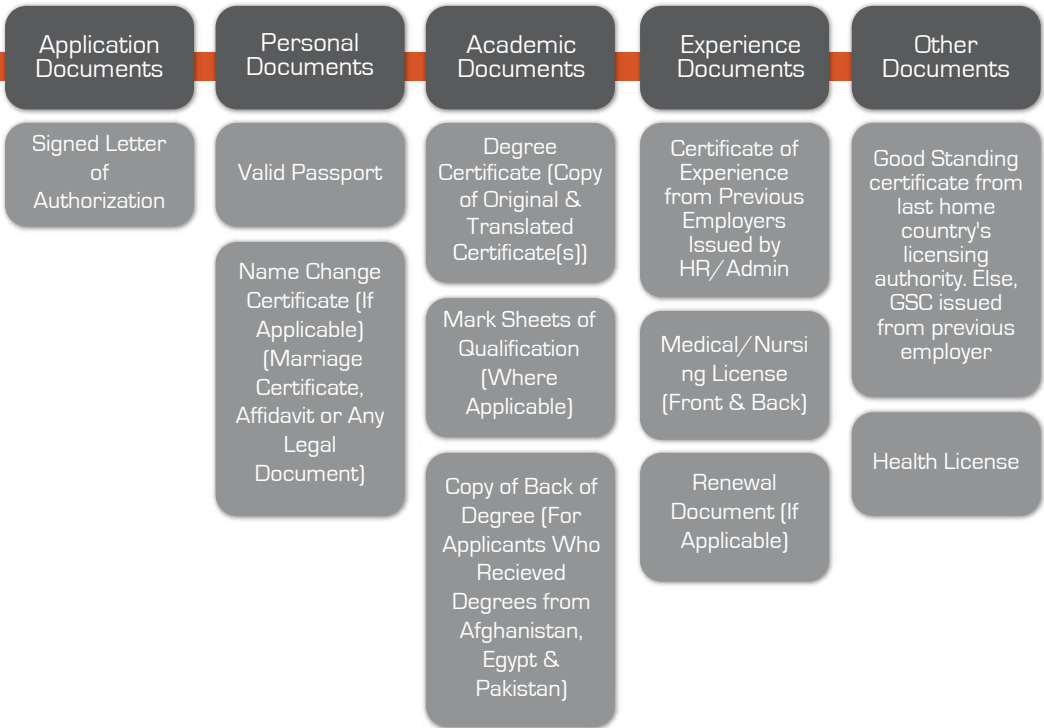 Application
Documents
Signed Letter
of
Authorization
Personal
Documents
Valid Passport
Name Change
Certificate (If
Applicable)
(Marriage
Certificate,
Affidavit or Any
Legal
Document)
Academic
Documents
Degree
Certificate (Copy
of Original &
Translated
Certificate(s))
Mark Sheets of
Qualification
(Where
Applicable)
Copy of Back of
Degree (For
Applicants Who
Recieved
Degrees from
Afghanistan,
Egypt &
Pakistan)
Experience
Documents
Certificate of
Experience
from Previous
Employers
Issued by
HR/Admin
Medical/Nursi
ng License
(Front & Back)
Renewal
Document (If
Applicable)
Other
Documents
Good Standing
certificate from
last home
country's
licensing
authority. Else,
GSC issued
from previous
employer
Health License